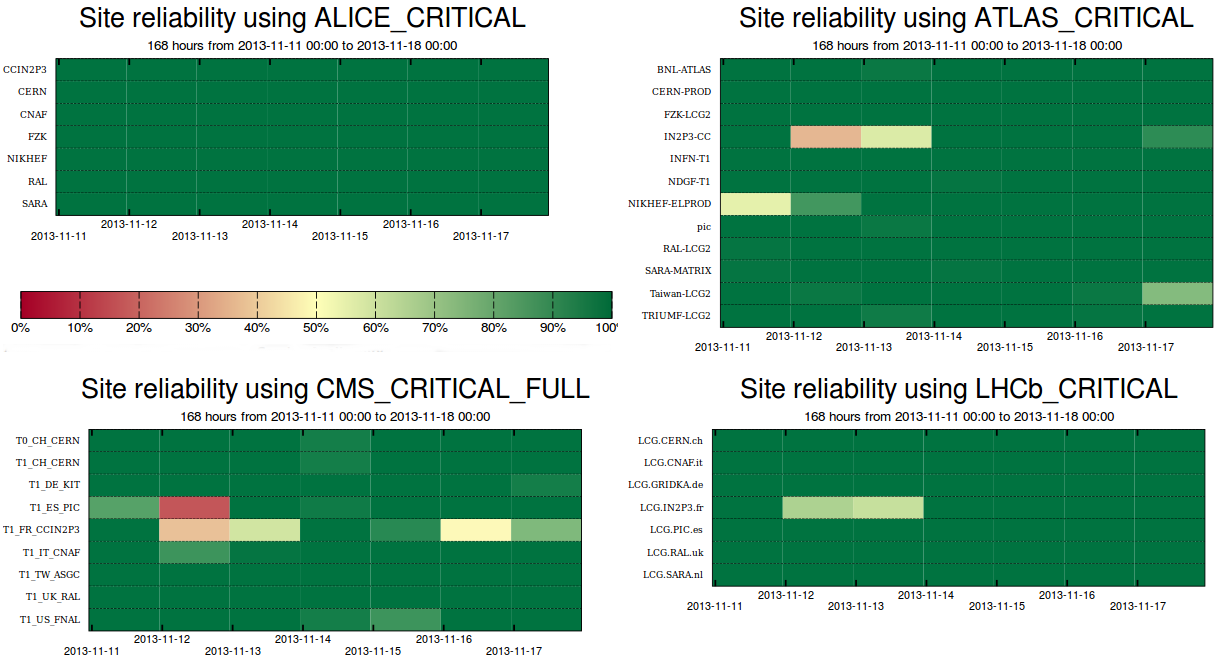 Site reliability using ALICE_CRITICAL
168 hours from 2013-11-11 00:00 to 2013-11-18 00:00
CCIN2P3
CERN
CNAF
FZK
NIKHEF
RAL
SARA
2013-11-12 2013-11-14 2013-11-16
2013-11-11 2013-11-13 2013-11-15 2013-11-17
0% 10% 20% 30% 40% 50% 60% 70% 80% 90% 100%
Site reliability using ATLAS_CRITICAL
168 hours from 2013-11-11 00:00 to 2013-11-18 00:00
BNL-ATLAS
CERN-PROD
FZK-LCG2
IN2P3-CC
INFN-T1
NDGF-T1
NIKHEF-ELPROD
pic
RAL-LCG2
SARA-MATRIX
Taiwan-LCG2
TRIUMF-LCG2
2013-11-12 2013-11-14 2013-11-16
2013-11-11 2013-11-13 2013-11-15 2013-11-17
Site reliability using CMS_CRITICAL_FULL
168 hours from 2013-11-11 00:00 to 2013-11-18 00:00
T0_CH_CERN
T1_CH_CERN
T1_DE_KIT
T1_ES_PIC
T1_FR_CCIN2P3
T1_IT_CNAF
T1_TW_ASGC
T1_UK_RAL
T1_US_FNAL
2013-11-12 2013-11-14 2013-11-16
2013-11-11 2013-11-13 2013-11-15 2013-11-17
Site reliability using LHCb_CRITICAL
168 hours from 2013-11-11 00:00 to 2013-11-18 00:00
LCG.CERN.ch
LCG.CNAF.it
LCG.GRIDKA.de
LCG.IN2P3.fr
LCG.PIC.es
LCG.RAL.uk
LCG.SARA.nl
2013-11-12 2013-11-14 2013-11-16
2013-11-11 2013-11-13 2013-11-15 2013-11-17